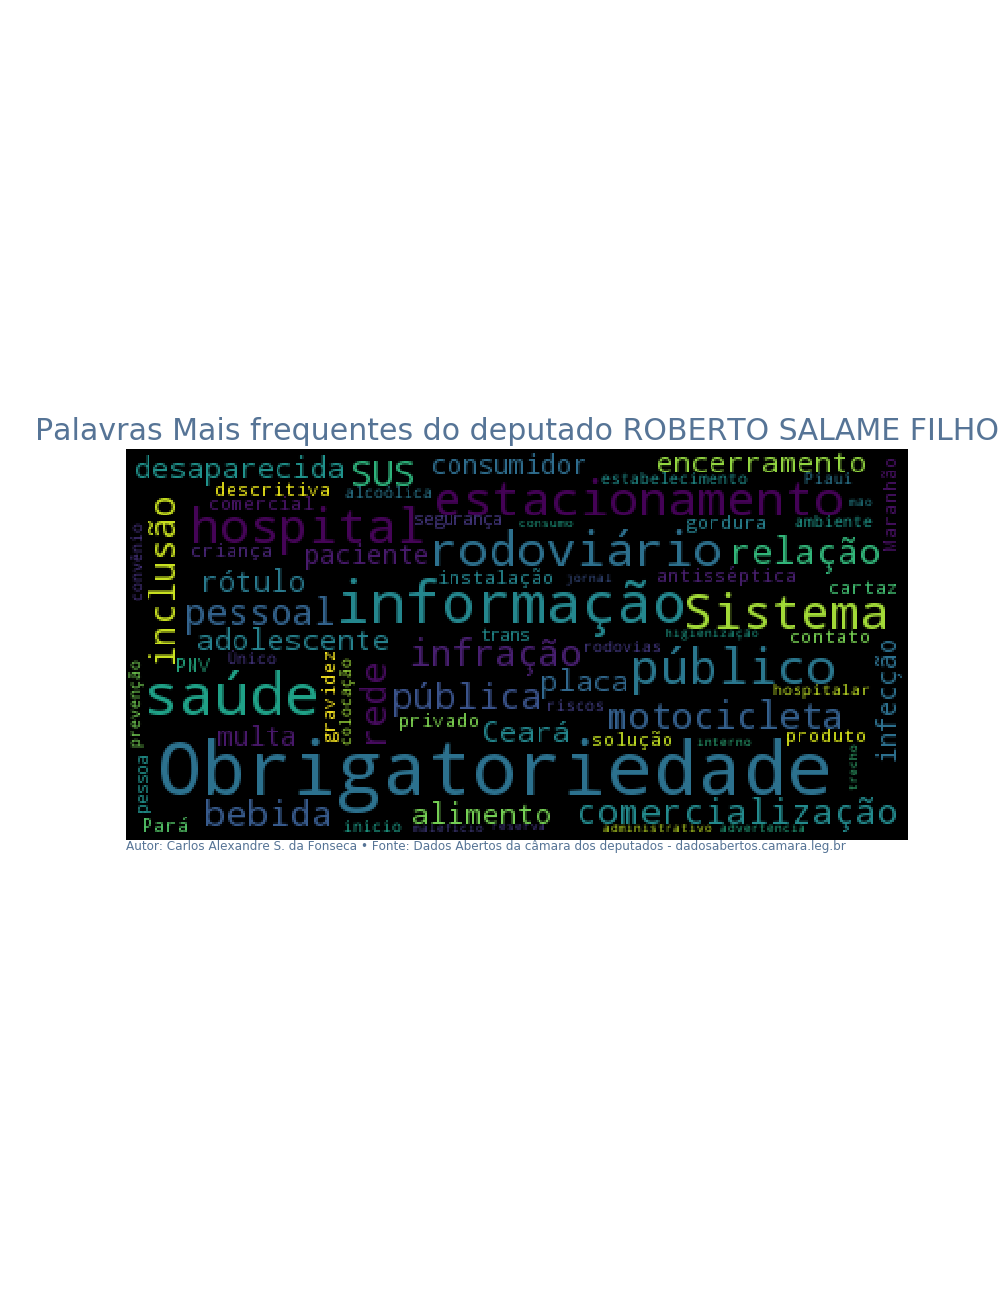 Palavras Mais frequentes do deputado ROBERTO SALAME FILHO
desaparecida
SUS
consumidor
encerramento
estabelecimento
Piauí
Maranhão
descritiva
alcoólica
estacionamento
mão
comercial
hospital
segurança
consumo
gordura
ambiente
inclusão
convênio
criança
paciente
rodoviário
relação
rótulo
instalação
jornal
antisséptica
cartaz
pessoal
informação
Sistema
adolescente
trans
higienização
contato
PNV
Único
infração
rodovias
público
infecção
prevenção
saúde
gravidez
colocação
rede
pública
placa
riscos
hospitalar
privado
Ceará
motocicleta
multa
solução
interno
produto
Obrigatoriedade
trecho
pessoa
bebida
alimento
comercialização
Pará
início
malefício
reserva
administrativo
advertência
Autor: Carlos Alexandre S. da Fonseca • Fonte: Dados Abertos da câmara dos deputados - dadosabertos.camara.leg.br